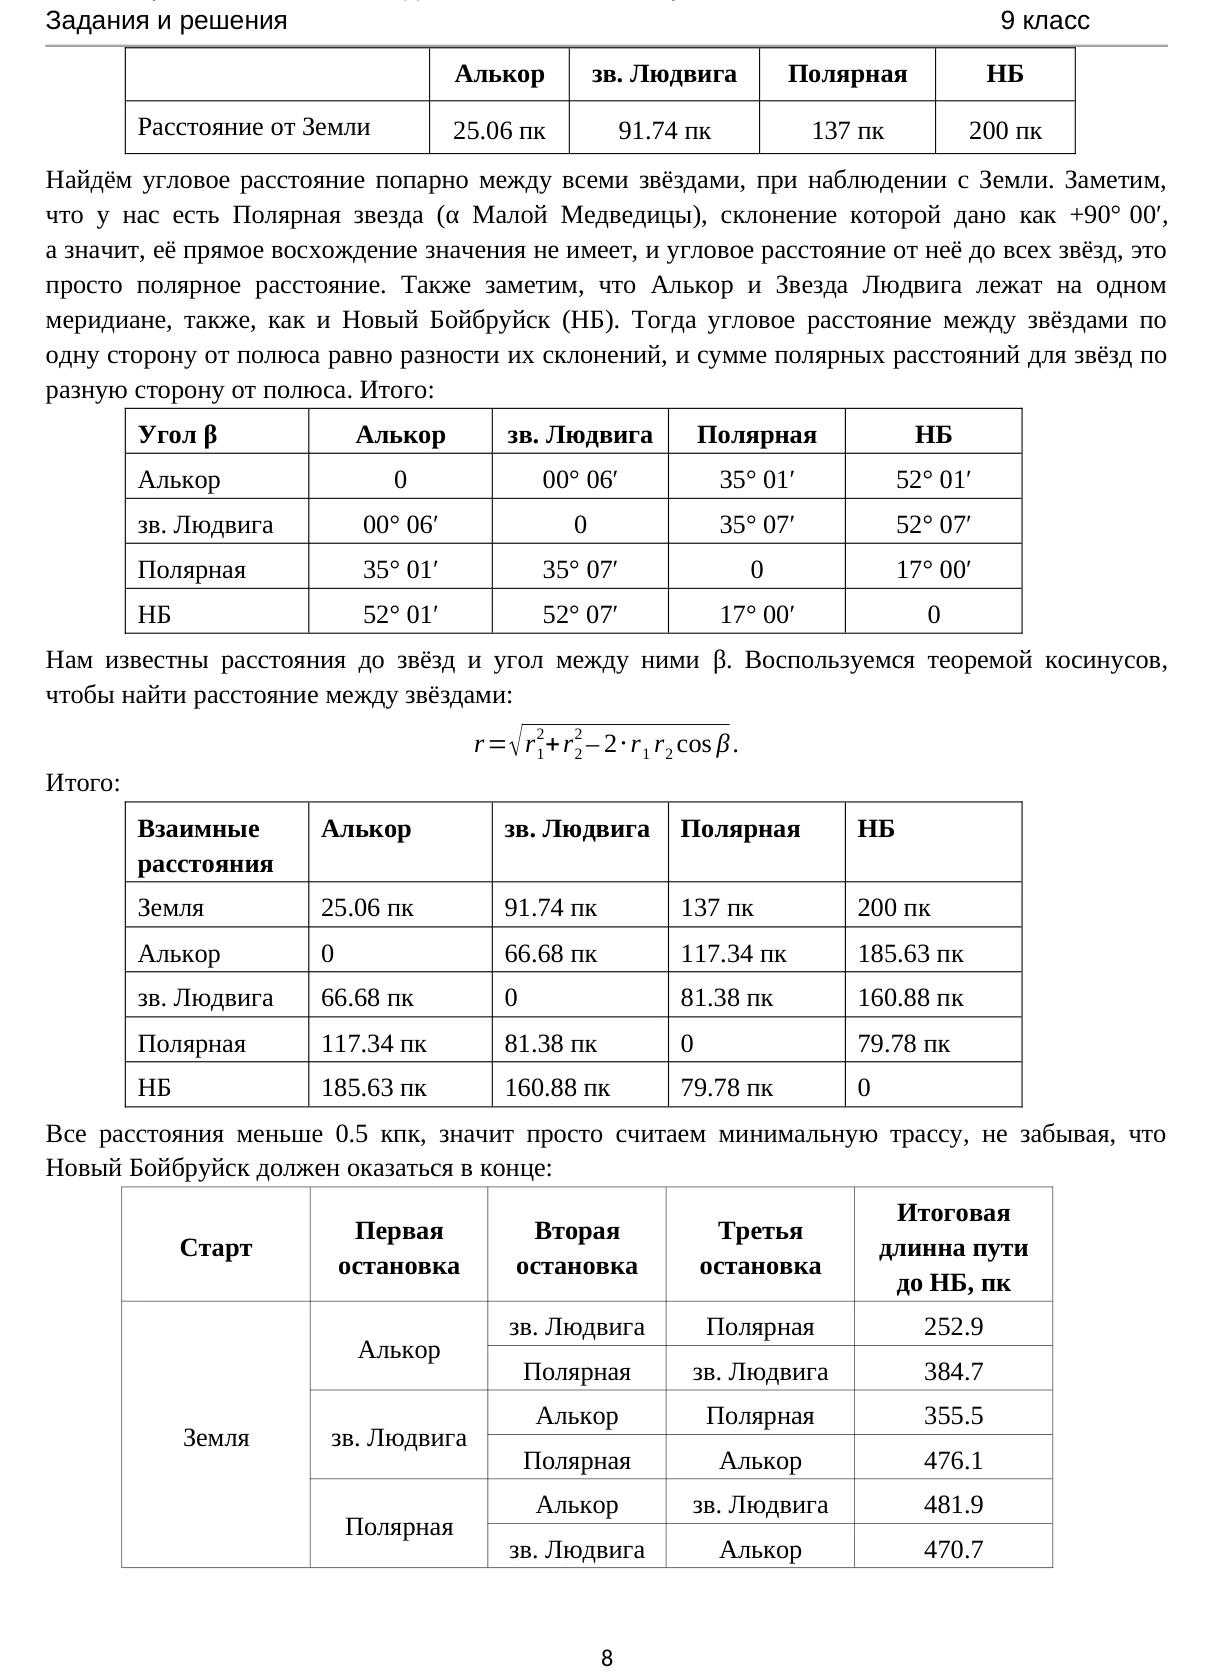 Задания и решения 9 класс
Алькор зв. Людвига Полярная НБ
Расстояние от Земли 25.06 пк 91.74 пк 137 пк 200 пк
Найдём угловое расстояние попарно между всеми звёздами, при наблюдении с Земли. Заметим,
что у нас есть Полярная звезда (α Малой Медведицы), склонение которой дано как +90° 00′,
а значит, её прямое восхождение значения не имеет, и угловое расстояние от неё до всех звёзд, это
просто полярное расстояние. Также заметим, что Алькор и Звезда Людвига лежат на одном
меридиане, также, как и Новый Бойбруйск (НБ). Тогда угловое расстояние между звёздами по
одну сторону от полюса равно разности их склонений, и сумме полярных расстояний для звёзд по
разную сторону от полюса. Итого:
Угол β Алькор зв. Людвига Полярная НБ
Алькор 0 00° 06′ 35° 01′ 52° 01′
зв. Людвига 00° 06′ 0 35° 07′ 52° 07′
Полярная 35° 01′ 35° 07′ 0 17° 00′
НБ 52° 01′ 52° 07′ 17° 00′ 0
Нам известны расстояния до звёзд и угол между ними β. Воспользуемся теоремой косинусов,
чтобы найти расстояние между звёздами:
r=√r₁²+r₂²–2·r₁r₂cosβ.
Итого:
Взаимные Алькор зв. Людвига Полярная НБ
расстояния
Земля 25.06 пк 91.74 пк 137 пк 200 пк
Алькор 0 66.68 пк 117.34 пк 185.63 пк
зв. Людвига 66.68 пк 0 81.38 пк 160.88 пк
Полярная 117.34 пк 81.38 пк 0 79.78 пк
НБ 185.63 пк 160.88 пк 79.78 пк 0
Все расстояния меньше 0.5 кпк, значит просто считаем минимальную трассу, не забывая, что
Новый Бойбруйск должен оказаться в конце:
Старт Первая остановка Вторая остановка Третья остановка Итоговая длинна пути до НБ, пк
Земля Алькор зв. Людвига Полярная 252.9
Полярная зв. Людвига 384.7
зв. Людвига Алькор Полярная 355.5
Полярная Алькор 476.1
Полярная Алькор зв. Людвига 481.9
зв. Людвига Алькор 470.7
8